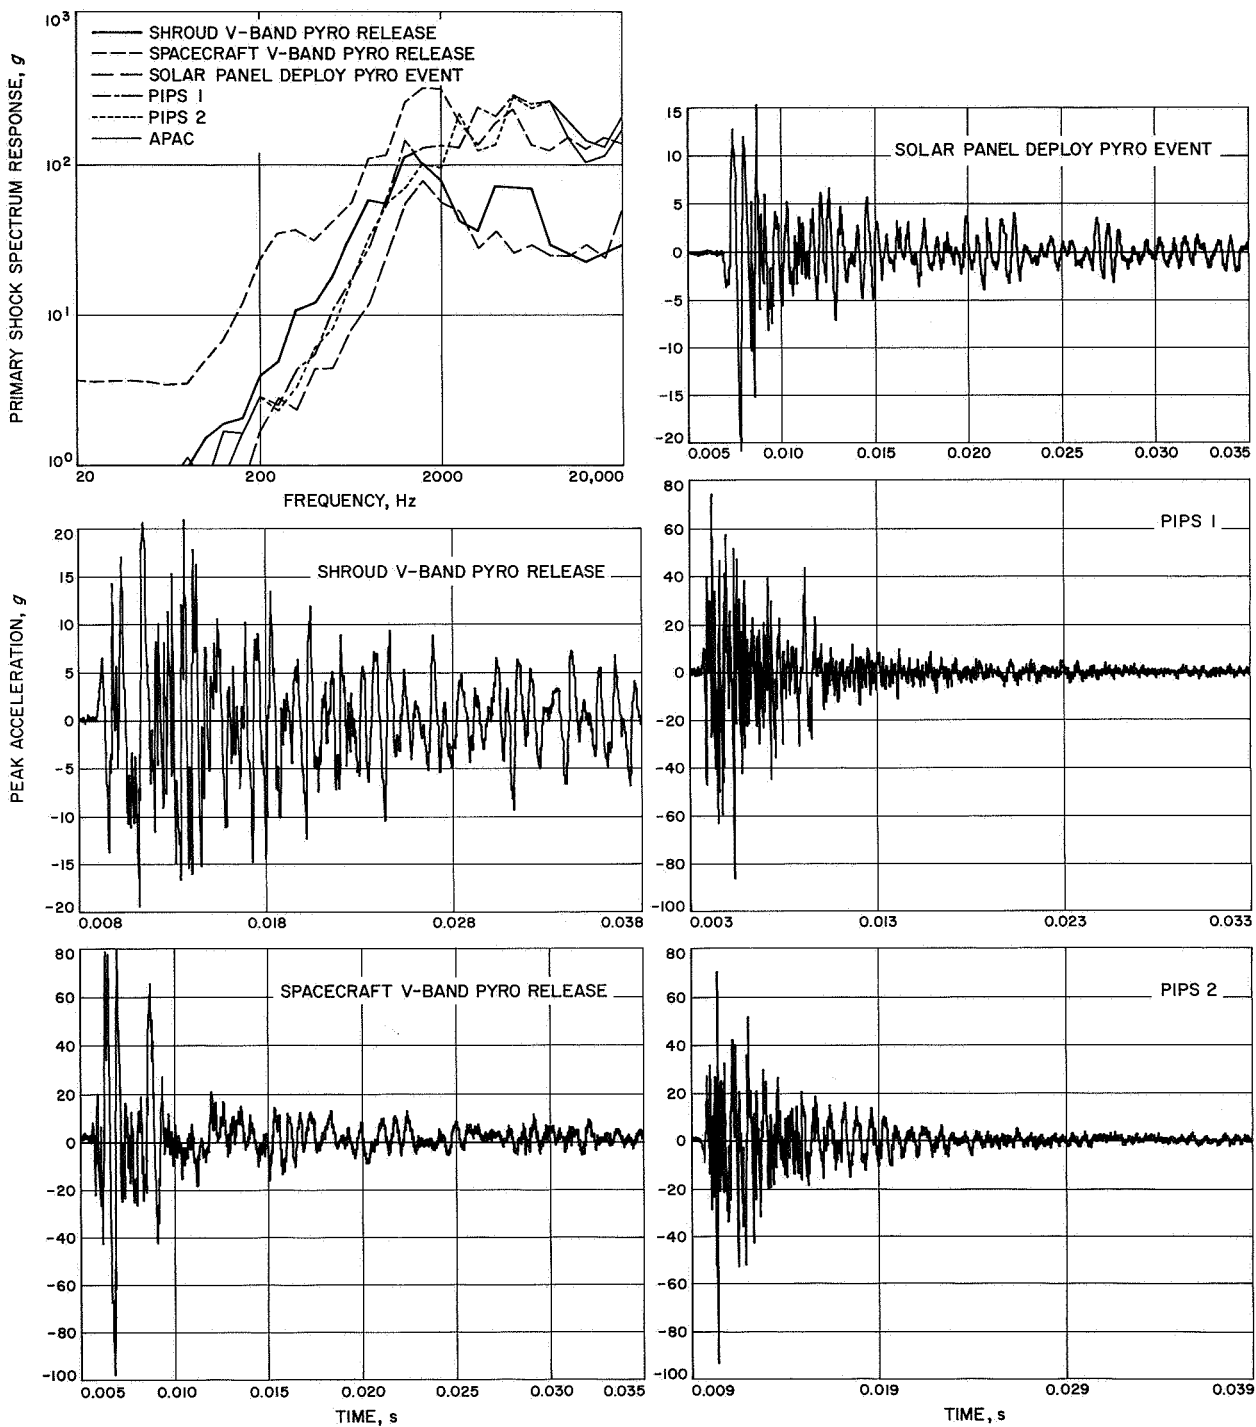 PRIMARY SHOCK SPECTRUM RESPONSE, g
10³
10²
10¹
10⁰
SHROUD V-BAND PYRO RELEASE
SPACECRAFT V-BAND PYRO RELEASE
SOLAR PANEL DEPLOY PYRO EVENT
PIPS 1
PIPS 2
APAC
20 200 2000 20,000
FREQUENCY, Hz
15
10
5
0
-5
-10
-15
-20
SOLAR PANEL DEPLOY PYRO EVENT
0.005 0.010 0.015 0.020 0.025 0.030 0.035
PEAK ACCELERATION, g
20
15
10
5
0
-5
-10
-15
-20
SHROUD V-BAND PYRO RELEASE
0.008 0.018 0.028 0.038
80
60
40
20
0
-20
-40
-60
-80
-100
PIPS 1
0.003 0.013 0.023 0.033
80
60
40
20
0
-20
-40
-60
-80
-100
SPACECRAFT V-BAND PYRO RELEASE
0.005 0.010 0.015 0.020 0.025 0.030 0.035
TIME, s
80
60
40
20
0
-20
-40
-60
-80
-100
PIPS 2
0.009 0.019 0.029 0.039
TIME, s